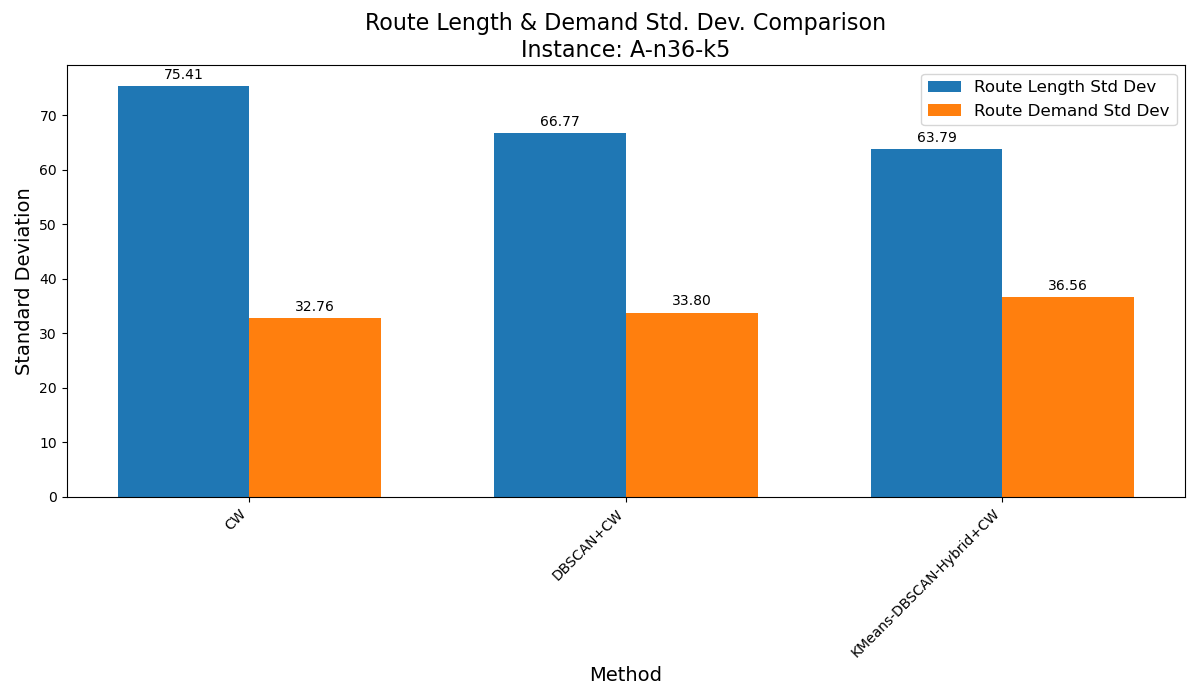 Route Length & Demand Std. Dev. Comparison
Instance: A-n36-k5
Route Length Std Dev
Route Demand Std Dev
75.41
32.76
66.77
33.80
63.79
36.56
Standard Deviation
70
60
50
40
30
20
10
0
CW
DBSCAN+CW
KMeans-DBSCAN-Hybrid+CW
Method